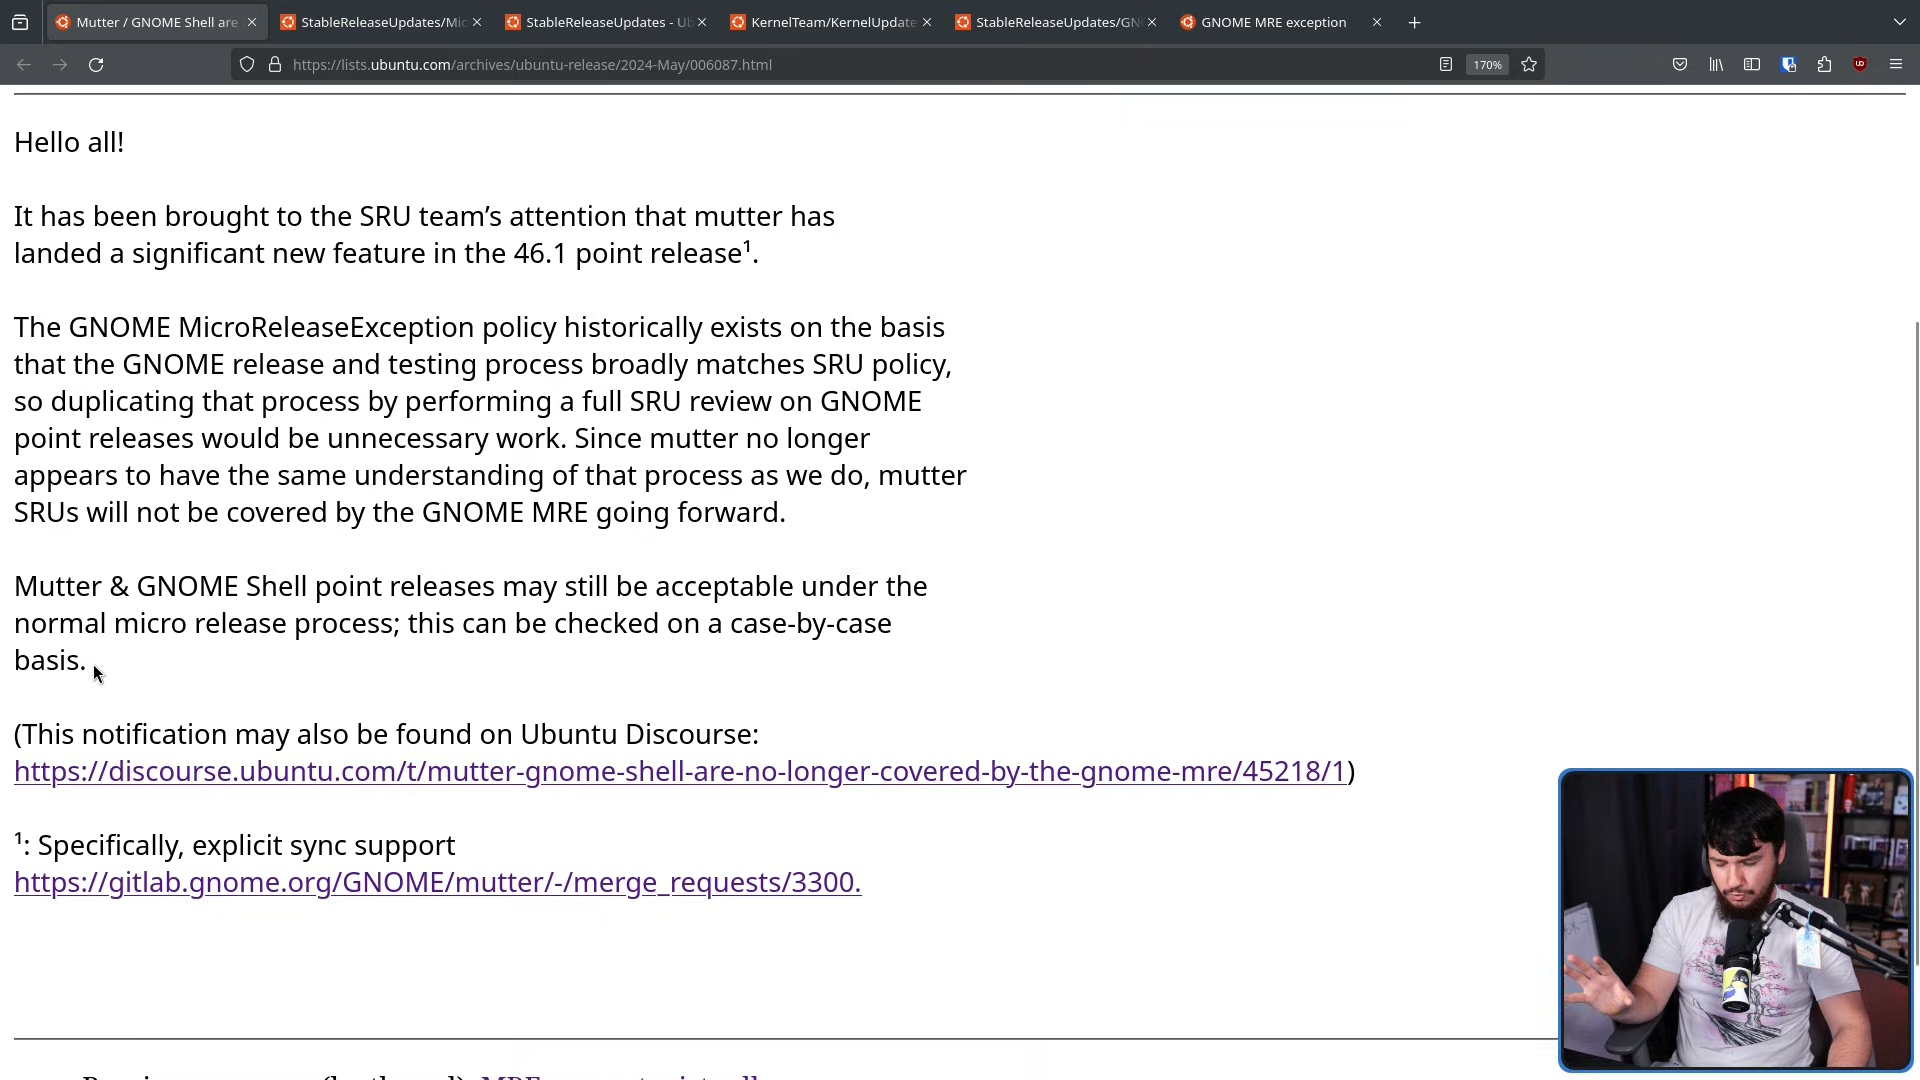 Mutter / GNOME Shell are
StableReleaseUpdates/Mic
StableReleaseUpdates - Ub
KernelTeam/KernelUpdate
StableReleaseUpdates/GN
GNOME MRE exception
https://lists.ubuntu.com/archives/ubuntu-release/2024-May/006087.html
170%
Hello all!
It has been brought to the SRU team’s attention that mutter has
landed a significant new feature in the 46.1 point release¹.
The GNOME MicroReleaseException policy historically exists on the basis
that the GNOME release and testing process broadly matches SRU policy,
so duplicating that process by performing a full SRU review on GNOME
point releases would be unnecessary work. Since mutter no longer
appears to have the same understanding of that process as we do, mutter
SRUs will not be covered by the GNOME MRE going forward.
Mutter & GNOME Shell point releases may still be acceptable under the
normal micro release process; this can be checked on a case-by-case
basis.
(This notification may also be found on Ubuntu Discourse:
https://discourse.ubuntu.com/t/mutter-gnome-shell-are-no-longer-covered-by-the-gnome-mre/45218/1)
¹: Specifically, explicit sync support
https://gitlab.gnome.org/GNOME/mutter/-/merge_requests/3300.